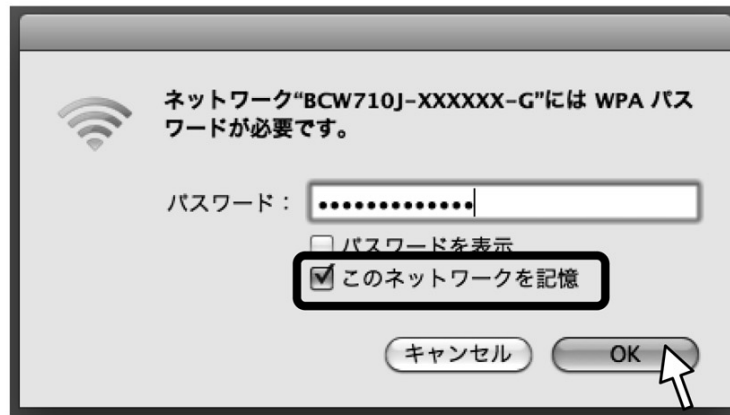 ネットワーク“BCW710J-XXXXXX-G”には WPA パス
ワードが必要です。
パスワード：
パスワードを表示
このネットワークを記憶
キャンセル
OK